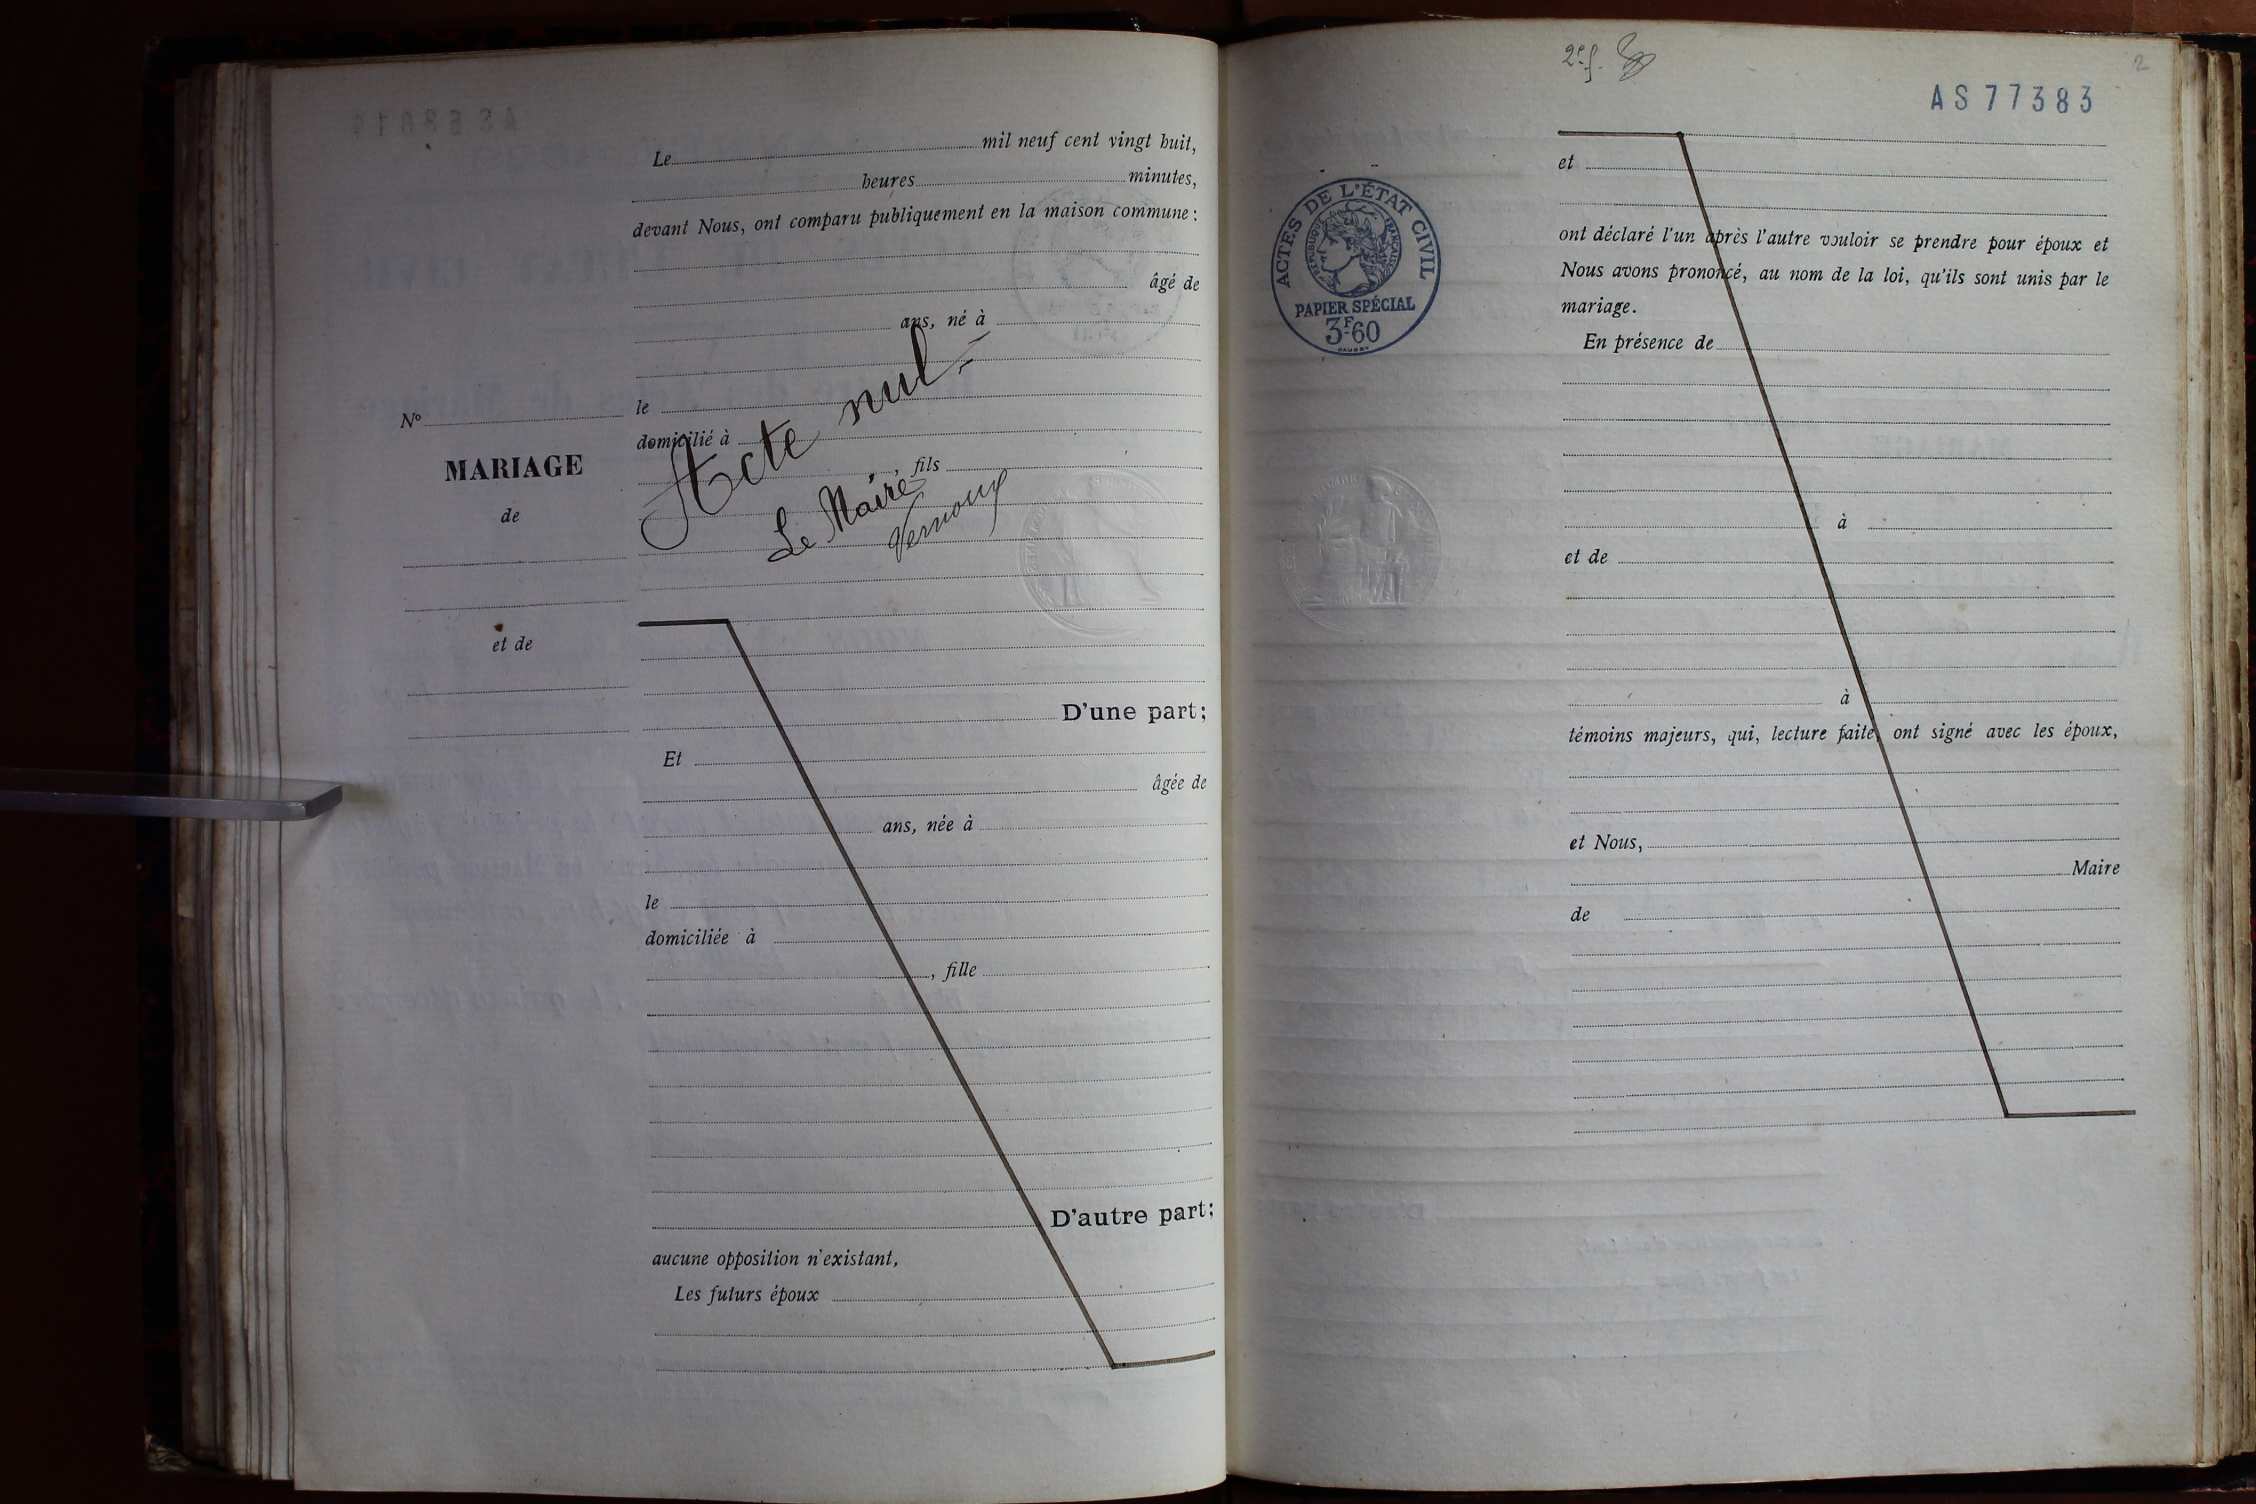 Le mil neuf cent vingt huit,
heures minutes,
devant Nous, ont comparu publiquement en la maison commune :
âgé de
ans, né à
le
domicilié à
, fils
Acte nul
Le Maire
Vernoux
N°
MARIAGE
de
et de
D'une part ;
Et
âgée de
ans, née à
le
domiciliée à
, fille
D'autre part ;
aucune opposition n'existant,
Les futurs époux
2e f.
2
AS 77383
ACTES DE L'ÉTAT CIVIL
RÉPUBLIQUE FRANÇAISE
PAPIER SPÉCIAL
3F60
et
ont déclaré l'un après l'autre vouloir se prendre pour époux et
Nous avons prononcé, au nom de la loi, qu'ils sont unis par le
mariage.
En présence de
à
et de
à
témoins majeurs, qui, lecture faite, ont signé avec les époux,
et Nous,
Maire
de